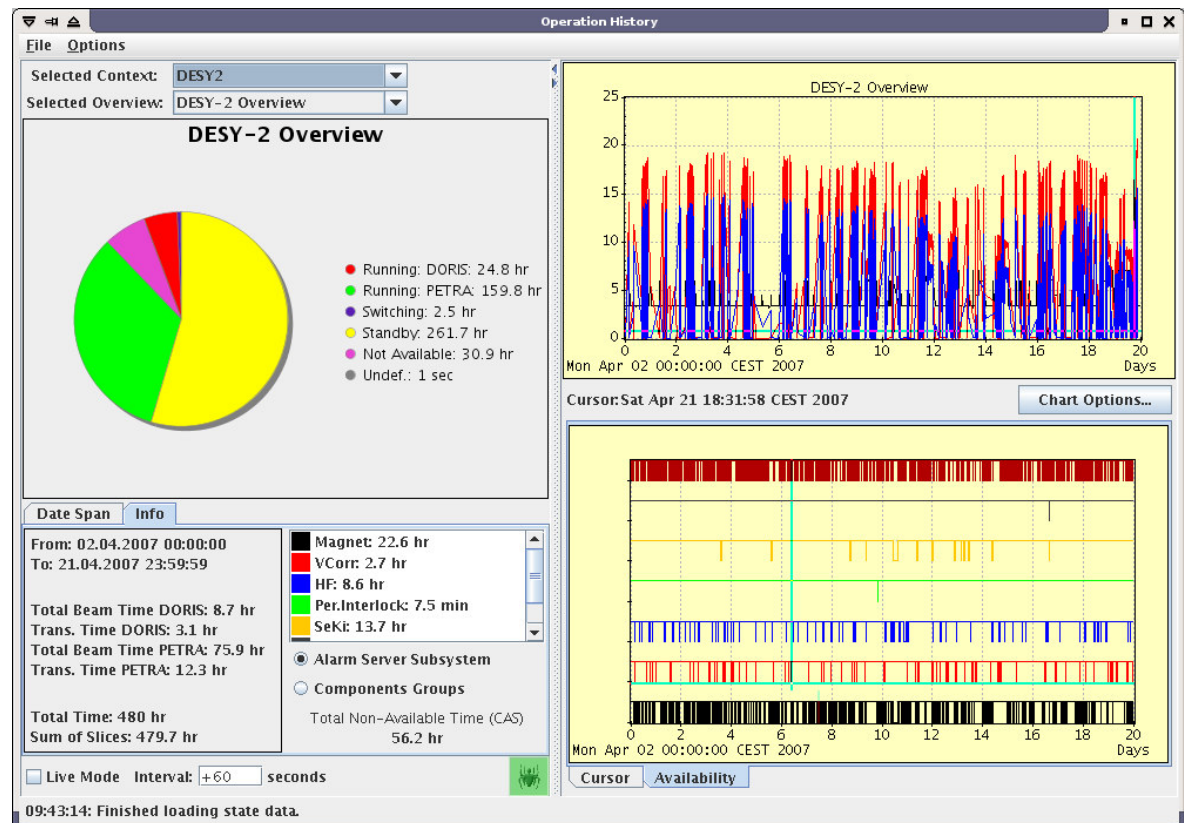 Operation History
File Options
Selected Context: DESY2
Selected Overview: DESY-2 Overview
DESY-2 Overview
Running: DORIS: 24.8 hr
Running: PETRA: 159.8 hr
Switching: 2.5 hr
Standby: 261.7 hr
Not Available: 30.9 hr
Undef.: 1 sec
Date Span Info
From: 02.04.2007 00:00:00
To: 21.04.2007 23:59:59
Total Beam Time DORIS: 8.7 hr
Trans. Time DORIS: 3.1 hr
Total Beam Time PETRA: 75.9 hr
Trans. Time PETRA: 12.3 hr
Total Time: 480 hr
Sum of Slices: 479.7 hr
Magnet: 22.6 hr
VCorr: 2.7 hr
HF: 8.6 hr
Per.Interlock: 7.5 min
SeKi: 13.7 hr
Alarm Server Subsystem
Components Groups
Total Non-Available Time (CAS)
56.2 hr
Live Mode Interval: +60 seconds
09:43:14: Finished loading state data.
DESY-2 Overview
25
20
15
10
5
0
0 2 4 6 8 10 12 14 16 18 20
Mon Apr 02 00:00:00 CEST 2007 Days
Cursor:Sat Apr 21 18:31:58 CEST 2007
Chart Options...
0 2 4 6 8 10 12 14 16 18 20
Mon Apr 02 00:00:00 CEST 2007 Days
Cursor Availability